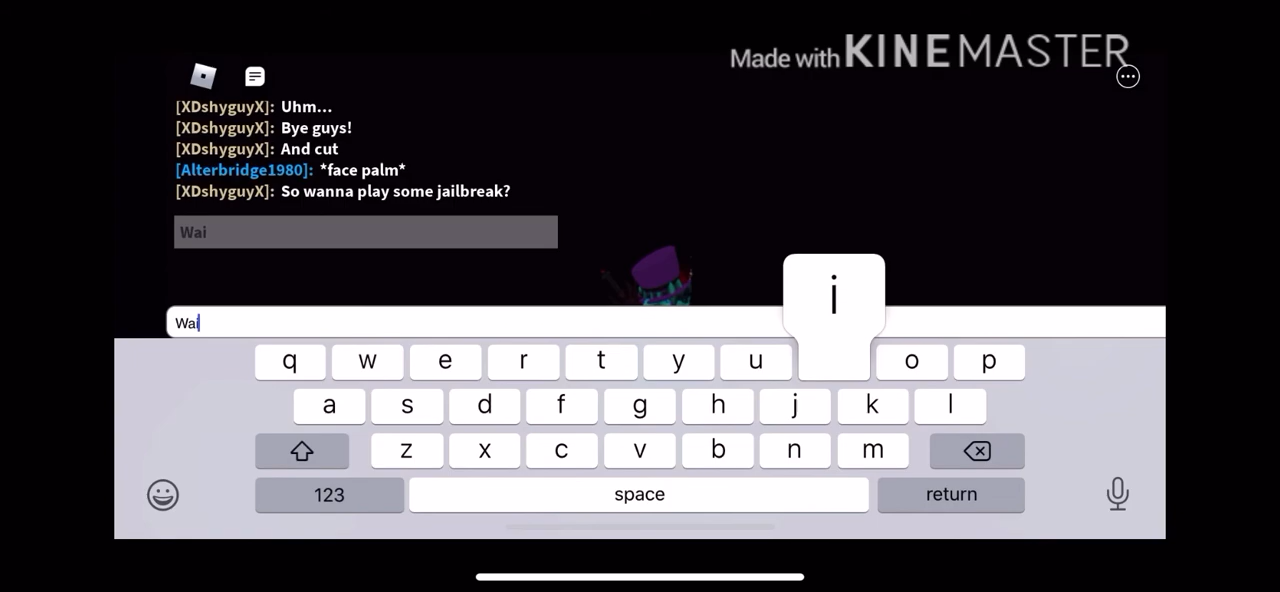 Made with KINEMASTER
[XDshyguyX]: Uhm...
[XDshyguyX]: Bye guys!
[XDshyguyX]: And cut
[Alterbridge1980]: *face palm*
[XDshyguyX]: So wanna play some jailbreak?
Wai
Wai
i
q w e r t y u o p
a s d f g h j k l
z x c v b n m
123 space return